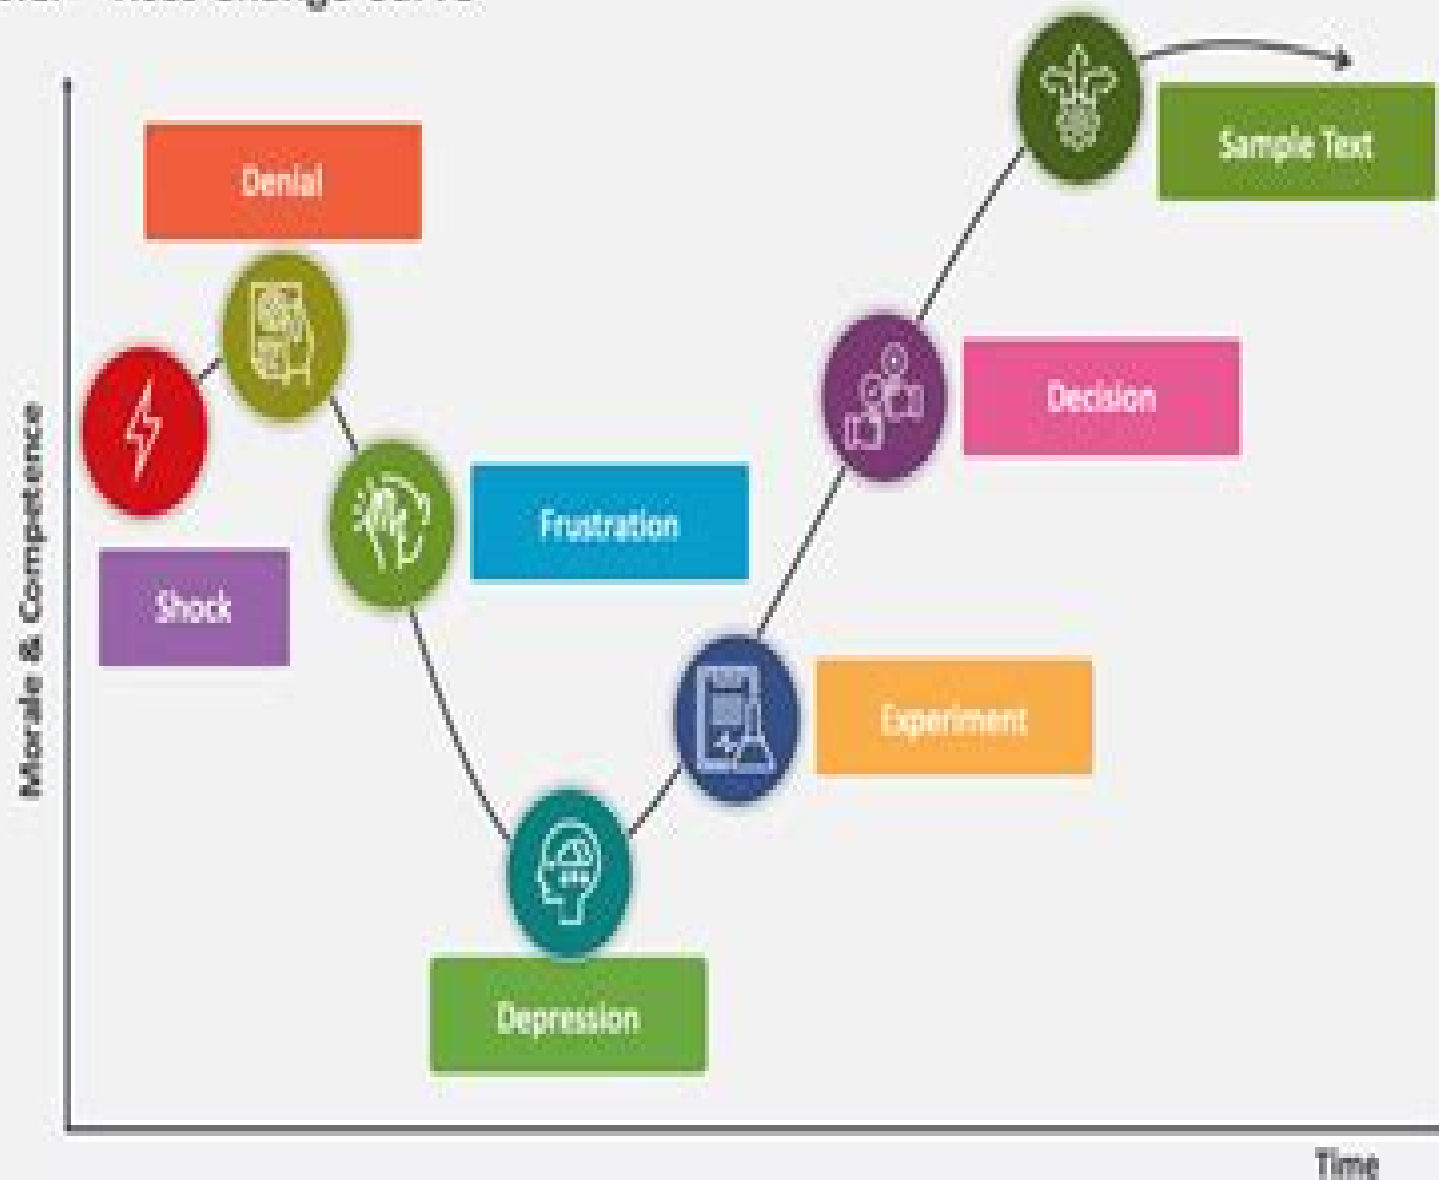 Denial
Sample Text
Decision
Frustration
Shock
Experiment
Depression
Morale & Competence
Time